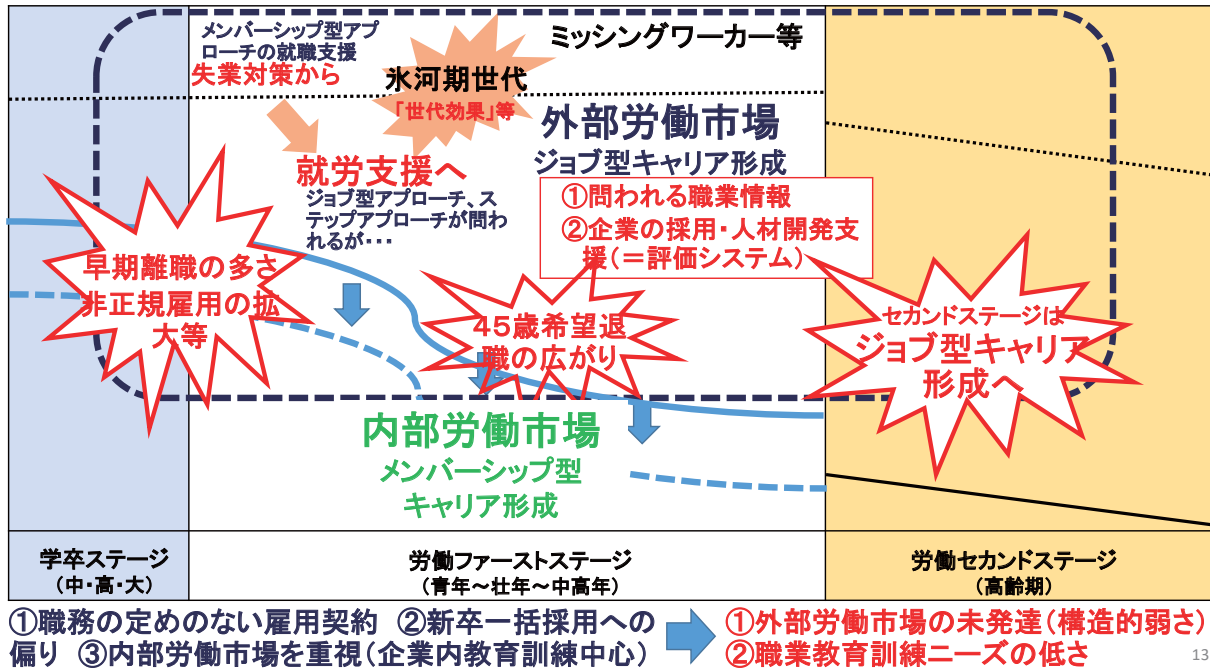 メンバーシップ型アプ
ローチの就職支援
失業対策から
氷河期世代
「世代効果」等
ミッシングワーカー等
外部労働市場
ジョブ型キャリア形成
①問われる職業情報
②企業の採用・人材開発支
援(＝評価システム)
就労支援へ
ジョブ型アプローチ、ス
テップアプローチが問わ
れるが・・・
早期離職の多さ
非正規雇用の拡
大等
45歳希望退
職の広がり
セカンドステージは
ジョブ型キャリア
形成へ
内部労働市場
メンバーシップ型
キャリア形成
学卒ステージ
(中・高・大)
労働ファーストステージ
(青年～壮年～中高年)
労働セカンドステージ
(高齢期)
①職務の定めのない雇用契約 ②新卒一括採用への
偏り ③内部労働市場を重視(企業内教育訓練中心)
①外部労働市場の未発達(構造的弱さ)
②職業教育訓練ニーズの低さ
13